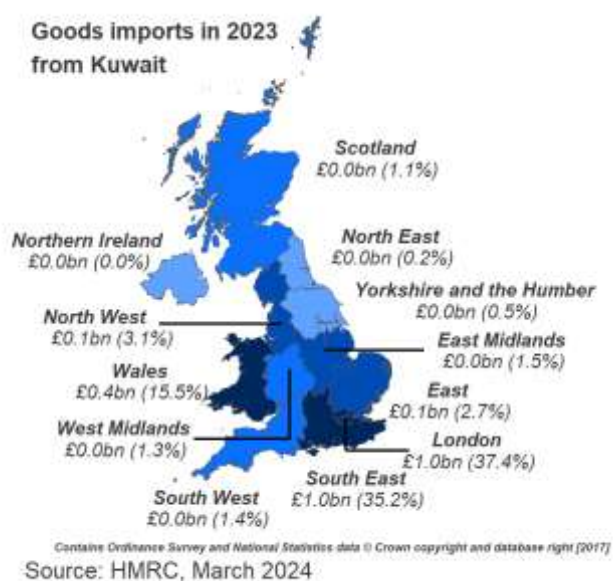 Goods imports in 2023
from Kuwait
Scotland
£0.0bn (1.1%)
Northern Ireland
£0.0bn (0.0%)
North East
£0.0bn (0.2%)
Yorkshire and the Humber
£0.0bn (0.5%)
North West
£0.1bn (3.1%)
East Midlands
£0.0bn (1.5%)
Wales
£0.4bn (15.5%)
East
£0.1bn (2.7%)
West Midlands
£0.0bn (1.3%)
London
£1.0bn (37.4%)
South West
£0.0bn (1.4%)
South East
£1.0bn (35.2%)
Contains Ordinance Survey and National Statistics data © Crown copyright and database right [2017]
Source: HMRC, March 2024